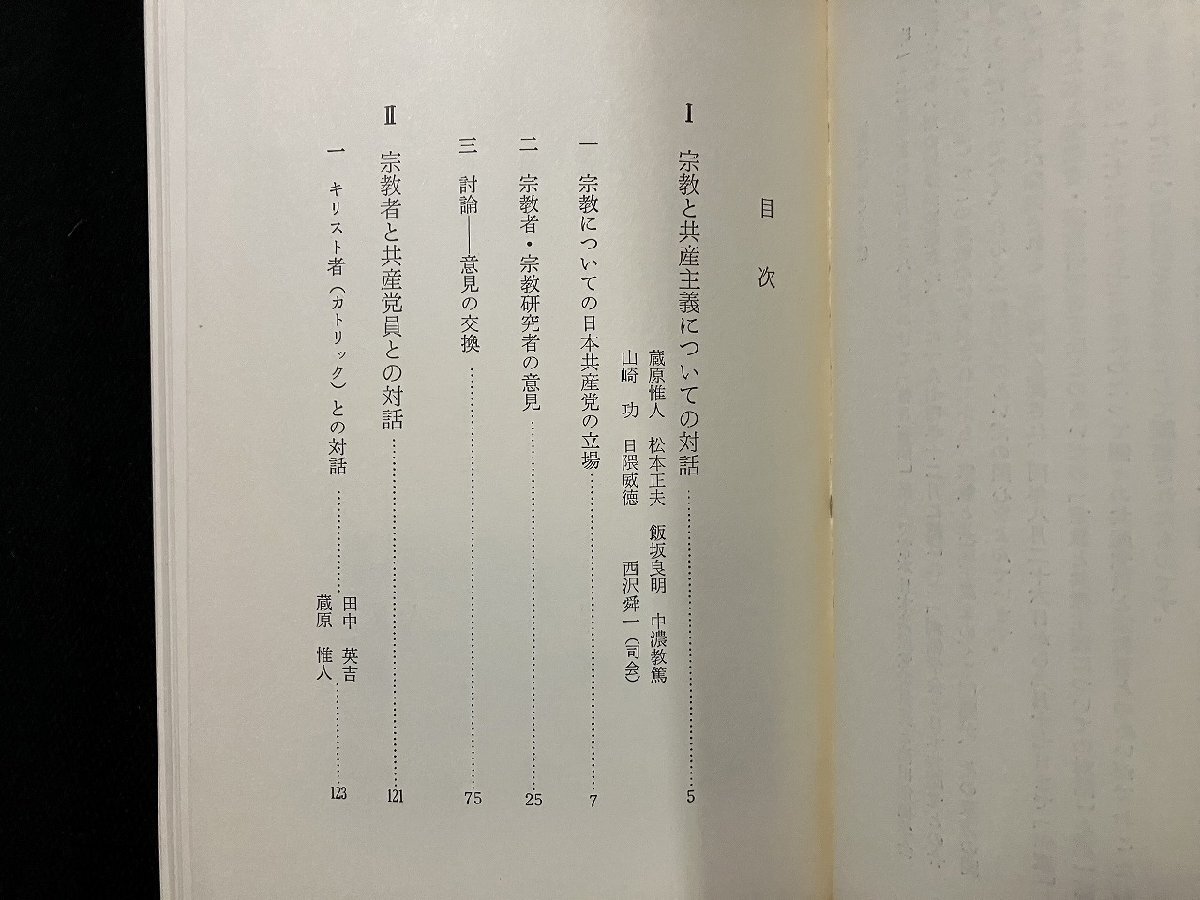 目次
Ⅰ 宗教と共産主義についての対話……5
蔵原惟人 松本正夫 飯坂良明 中濃教篤
山崎 功 日隈威徳 西沢舜一（司会）
一 宗教についての日本共産党の立場……7
二 宗教者・宗教研究者の意見……25
三 討論――意見の交換……75
Ⅱ 宗教者と共産党員との対話……121
一 キリスト者（カトリック）との対話……田中 英吉
蔵原 惟人……123